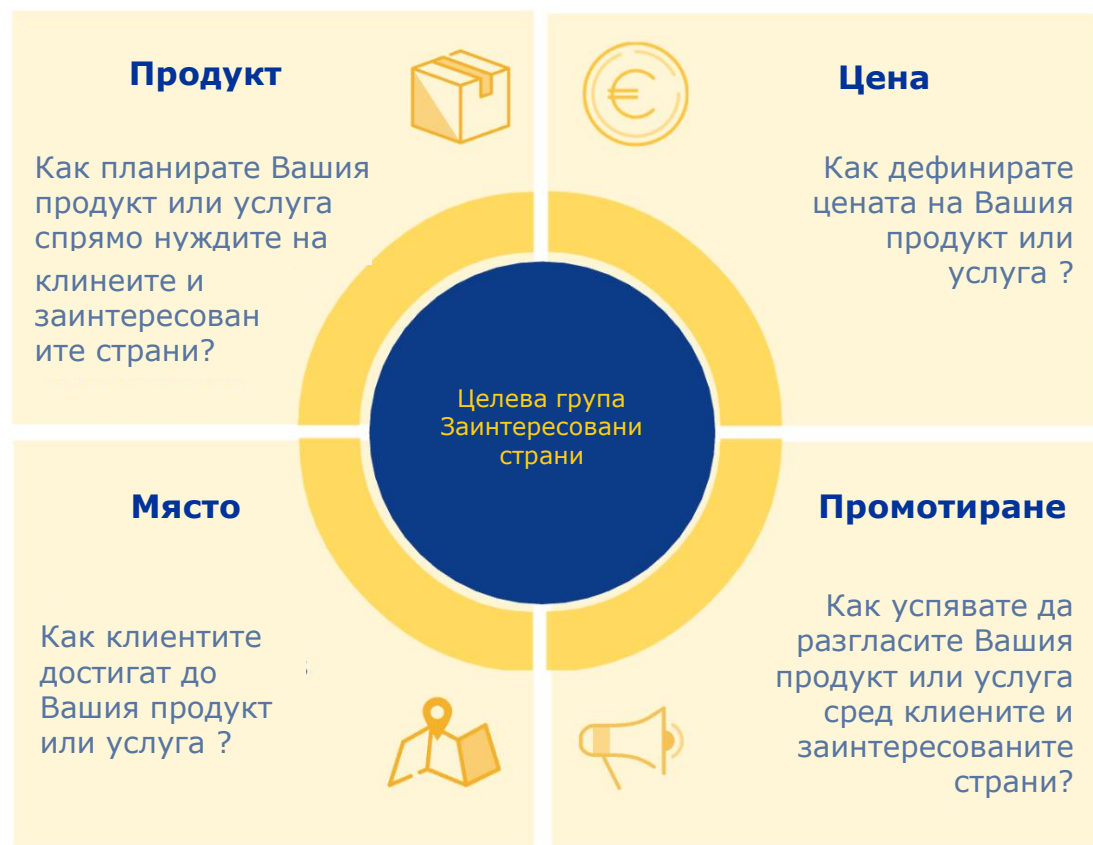 Продукт
Как планирате Вашия
продукт или услуга
спрямо нуждите на
клинеите и
заинтересован
ите страни?
Цена
Как дефинирате
цената на Вашия
продукт или
услуга ?
Целева група
Заинтересовани
страни
Място
Как клиентите
достигат до
Вашия продукт
или услуга ?
Промотиране
Как успявате да
разгласите Вашия
продукт или услуга
сред клиените и
заинтересованите
страни?